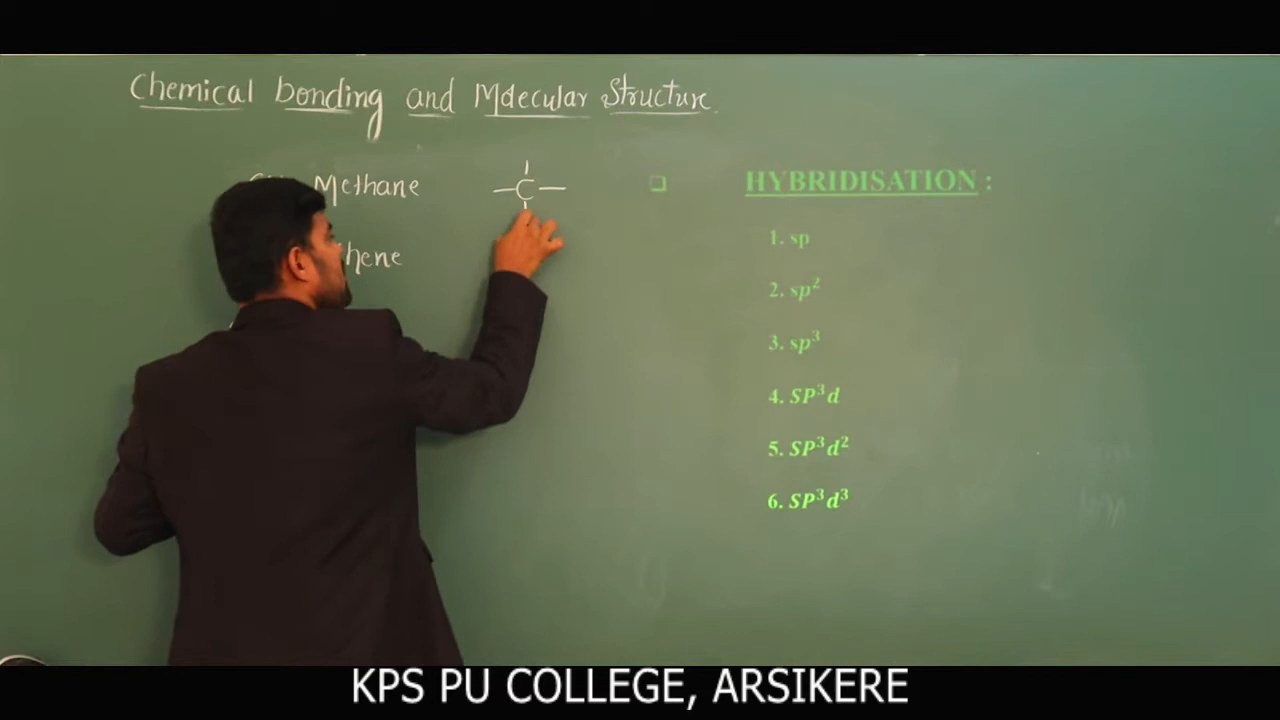 Chemical bonding and Molecular Structure.
Methane
-C-
HYBRIDISATION :
1. sp
2. sp²
3. sp³
4. SP³d
5. SP³d²
6. SP³d³
KPS PU COLLEGE, ARSIKERE